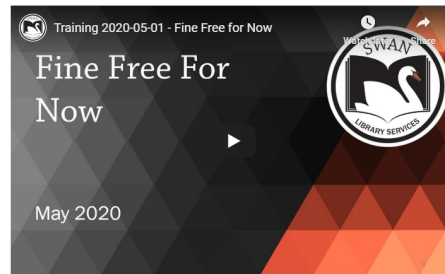 Training 2020-05-01 - Fine Free for Now
Watch later
Share
Fine Free For
Now
SWAN
LIBRARY SERVICES
May 2020